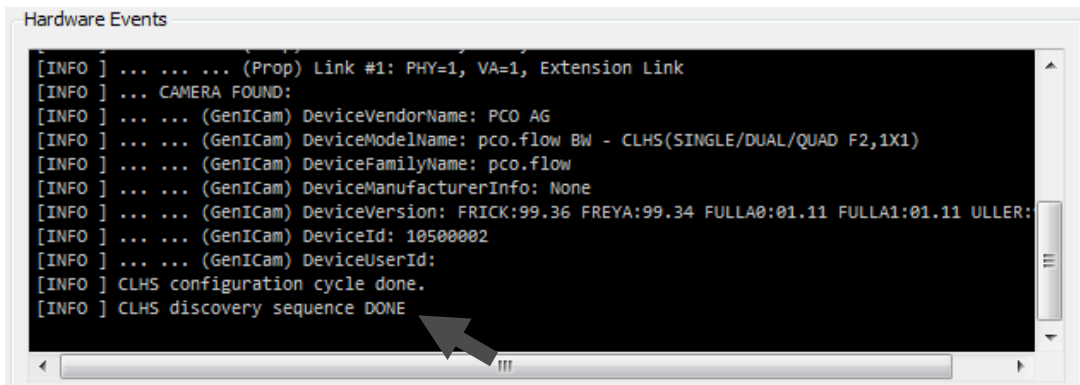 Hardware Events
[INFO ] ... ... ... (Prop) Link #1: PHY=1, VA=1, Extension Link
[INFO ] ... CAMERA FOUND:
[INFO ] ... ... (GenICam) DeviceVendorName: PCO AG
[INFO ] ... ... (GenICam) DeviceModelName: pco.flow BW - CLHS(SINGLE/DUAL/QUAD F2,1X1)
[INFO ] ... ... (GenICam) DeviceFamilyName: pco.flow
[INFO ] ... ... (GenICam) DeviceManufacturerInfo: None
[INFO ] ... ... (GenICam) DeviceVersion: FRICK:99.36 FREYA:99.34 FULLA0:01.11 FULLA1:01.11 ULLER:
[INFO ] ... ... (GenICam) DeviceId: 10500002
[INFO ] ... ... (GenICam) DeviceUserId:
[INFO ] CLHS configuration cycle done.
[INFO ] CLHS discovery sequence DONE